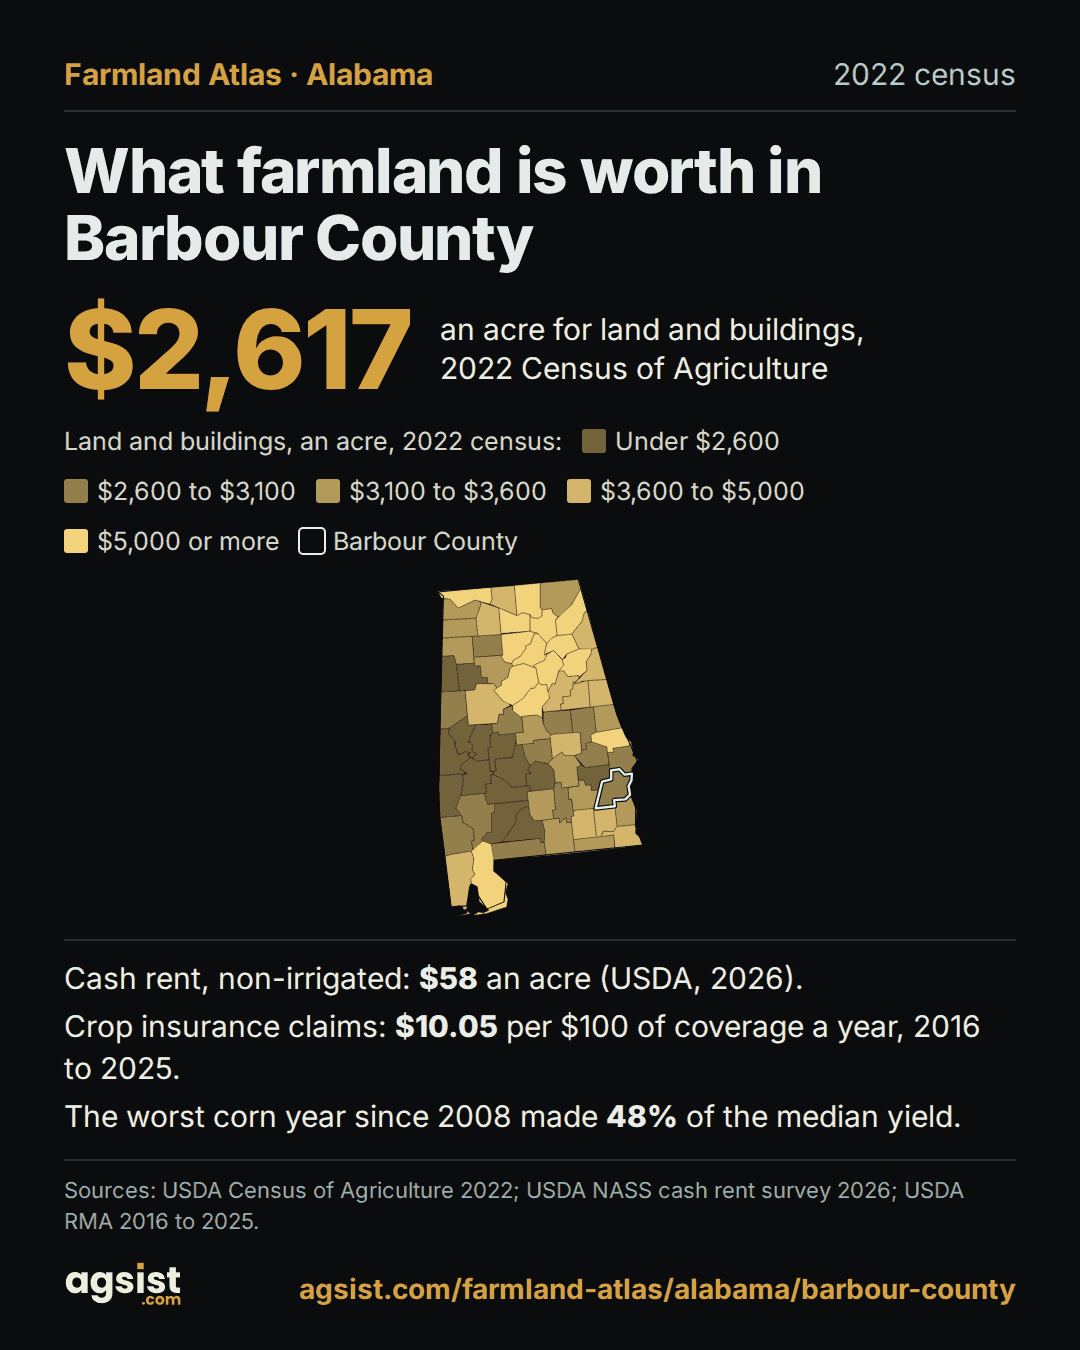 Farmland Atlas · Alabama
2022 census
What farmland is worth in
Barbour County
$2,617
an acre for land and buildings,
2022 Census of Agriculture
Land and buildings, an acre, 2022 census: Under $2,600
$2,600 to $3,100 $3,100 to $3,600 $3,600 to $5,000
$5,000 or more Barbour County
Cash rent, non-irrigated: $58 an acre (USDA, 2026).
Crop insurance claims: $10.05 per $100 of coverage a year, 2016
to 2025.
The worst corn year since 2008 made 48% of the median yield.
Sources: USDA Census of Agriculture 2022; USDA NASS cash rent survey 2026; USDA
RMA 2016 to 2025.
agsist
.com
agsist.com/farmland-atlas/alabama/barbour-county